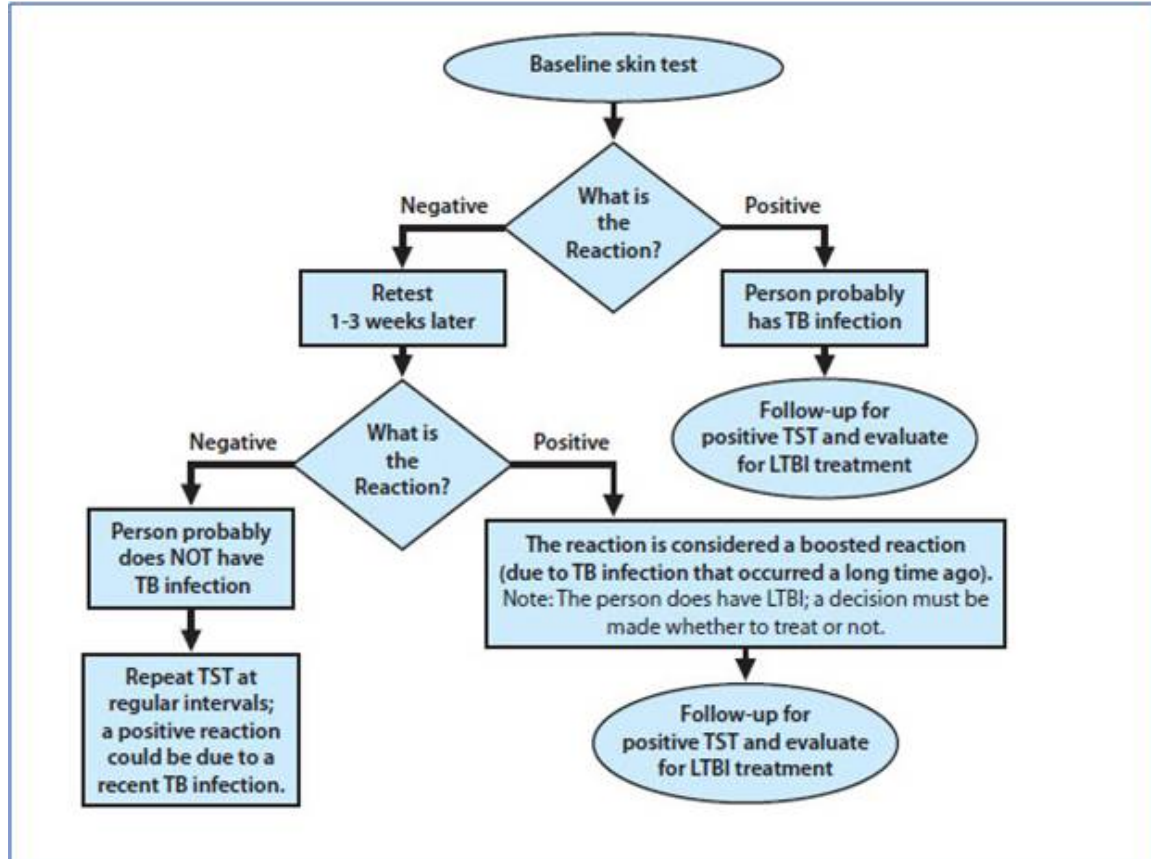 Baseline skin test
What is
the
Reaction?
Negative
Positive
Retest
1-3 weeks later
Person probably
has TB infection
Follow-up for
positive TST and evaluate
for LTBI treatment
What is
the
Reaction?
Negative
Positive
Person probably
does NOT have
TB infection
The reaction is considered a boosted reaction
(due to TB infection that occurred a long time ago).
Note: The person does have LTBI; a decision must be
made whether to treat or not.
Repeat TST at
regular intervals;
a positive reaction
could be due to a
recent TB infection.
Follow-up for
positive TST and evaluate
for LTBI treatment